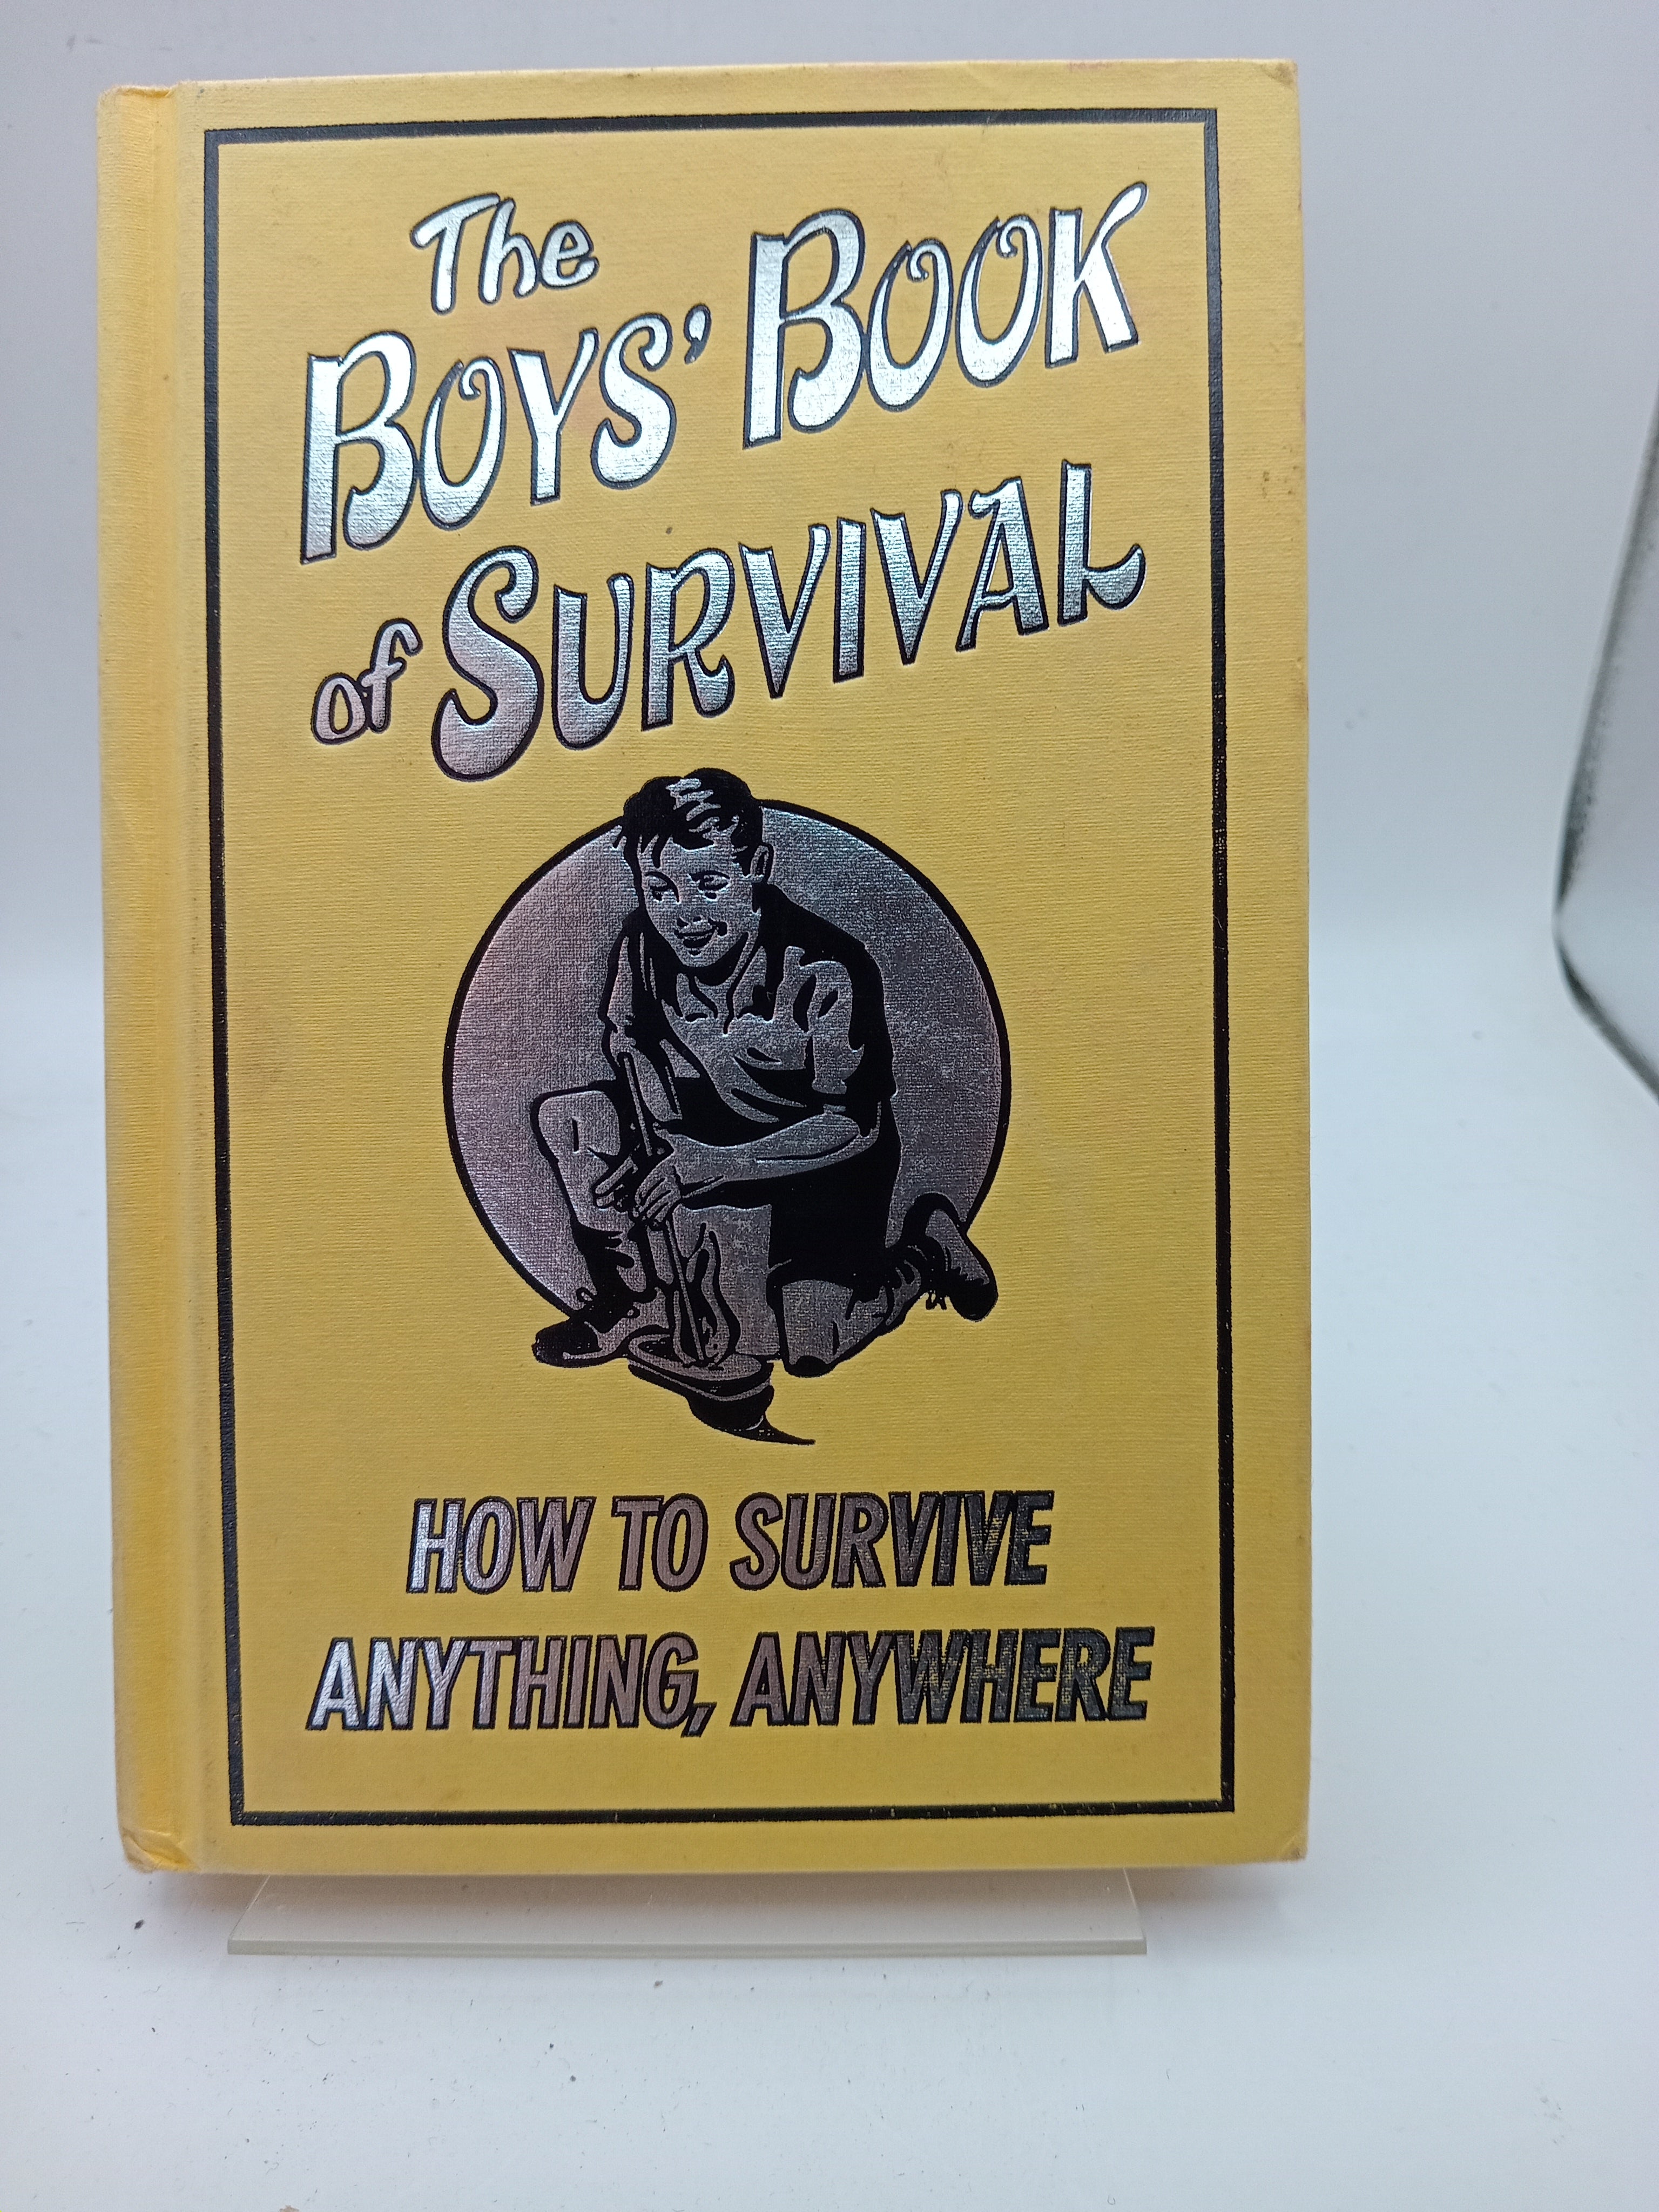 The
BOYS' BOOK
of SURVIVAL
HOW TO SURVIVE
ANYTHING, ANYWHERE